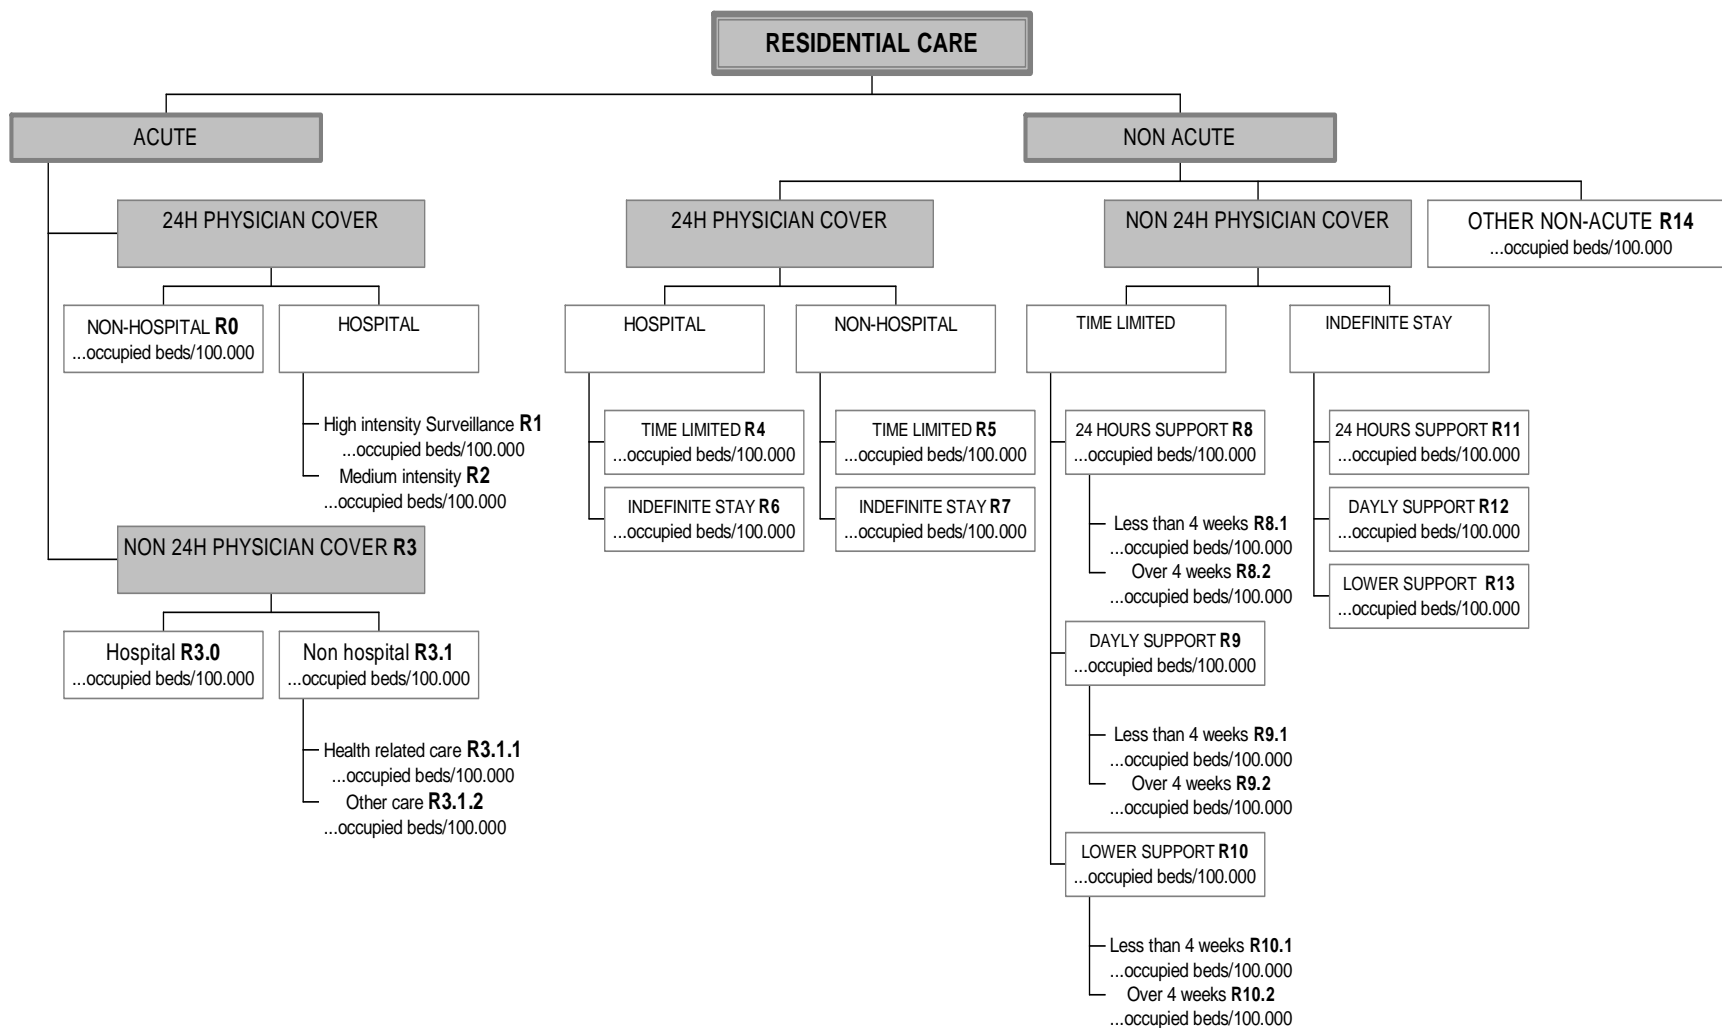 RESIDENTIAL CARE
ACUTE
NON ACUTE
24H PHYSICIAN COVER
24H PHYSICIAN COVER
NON 24H PHYSICIAN COVER
OTHER NON-ACUTE R14
...occupied beds/100.000
NON-HOSPITAL R0
...occupied beds/100.000
HOSPITAL
HOSPITAL
NON-HOSPITAL
TIME LIMITED
INDEFINITE STAY
High intensity Surveillance R1
...occupied beds/100.000
Medium intensity R2
...occupied beds/100.000
TIME LIMITED R4
...occupied beds/100.000
INDEFINITE STAY R6
...occupied beds/100.000
TIME LIMITED R5
...occupied beds/100.000
INDEFINITE STAY R7
...occupied beds/100.000
24 HOURS SUPPORT R8
...occupied beds/100.000
Less than 4 weeks R8.1
...occupied beds/100.000
Over 4 weeks R8.2
...occupied beds/100.000
24 HOURS SUPPORT R11
...occupied beds/100.000
DAYLY SUPPORT R12
...occupied beds/100.000
LOWER SUPPORT R13
...occupied beds/100.000
NON 24H PHYSICIAN COVER R3
Hospital R3.0
...occupied beds/100.000
Non hospital R3.1
...occupied beds/100.000
Health related care R3.1.1
...occupied beds/100.000
Other care R3.1.2
...occupied beds/100.000
DAYLY SUPPORT R9
...occupied beds/100.000
Less than 4 weeks R9.1
...occupied beds/100.000
Over 4 weeks R9.2
...occupied beds/100.000
LOWER SUPPORT R10
...occupied beds/100.000
Less than 4 weeks R10.1
...occupied beds/100.000
Over 4 weeks R10.2
...occupied beds/100.000